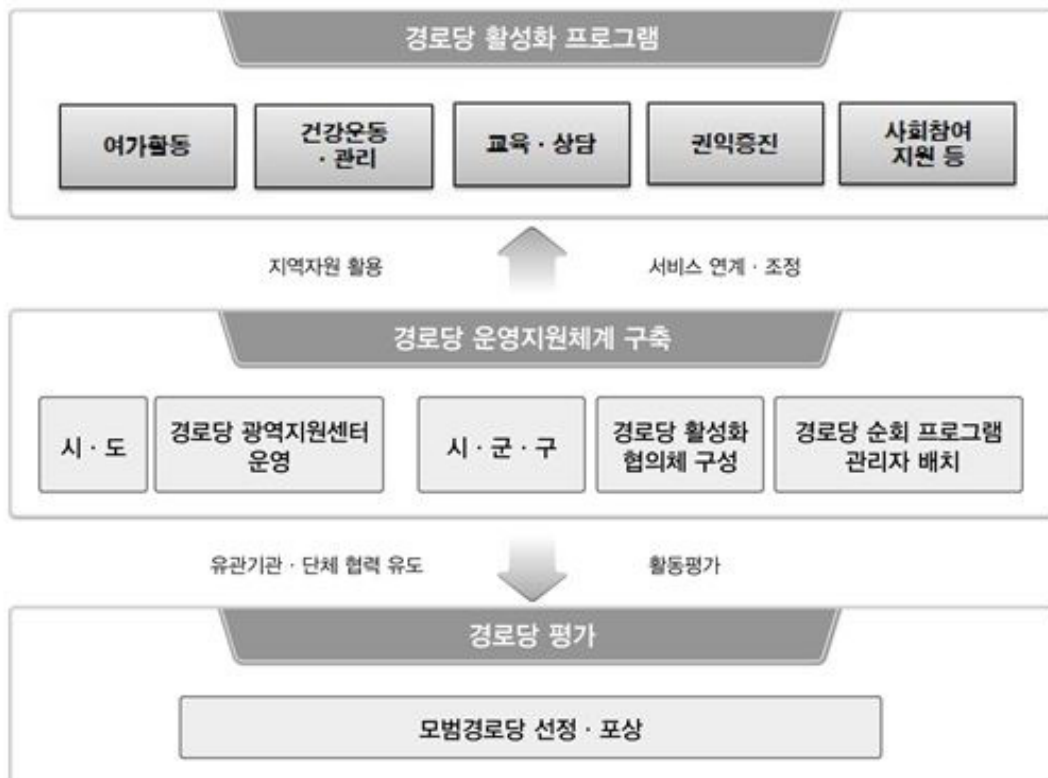 경로당 활성화 프로그램
여가활동
건강운동
· 관리
교육 · 상담
권익증진
사회참여
지원 등
지역자원 활용
서비스 연계 · 조정
경로당 운영지원체계 구축
시 · 도
경로당 광역지원센터
운영
시 · 군 · 구
경로당 활성화
협의체 구성
경로당 순회 프로그램
관리자 배치
유관기관 · 단체 협력 유도
활동평가
경로당 평가
모범경로당 선정 · 포상